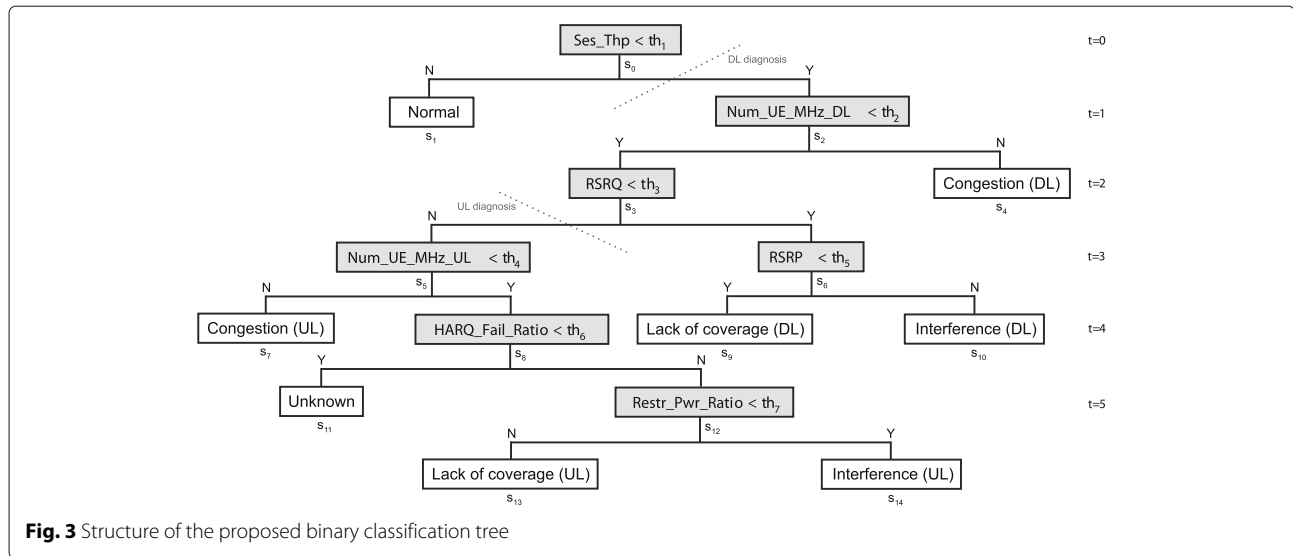 Ses_Thp < th1
t=0
s0
DL diagnosis
N
Y
Normal
Num_UE_MHz_DL < th2
t=1
s1
s2
Y
N
RSRQ < th3
Congestion (DL)
t=2
s3
s4
UL diagnosis
N
Y
Num_UE_MHz_UL < th4
RSRP < th5
t=3
s5
s6
N
Y
Y
N
Congestion (UL)
HARQ_Fail_Ratio < th6
Lack of coverage (DL)
Interference (DL)
t=4
s7
s8
s9
s10
Y
N
Unknown
Restr_Pwr_Ratio < th7
t=5
s11
s12
N
Y
Lack of coverage (UL)
Interference (UL)
s13
s14
Fig. 3 Structure of the proposed binary classification tree